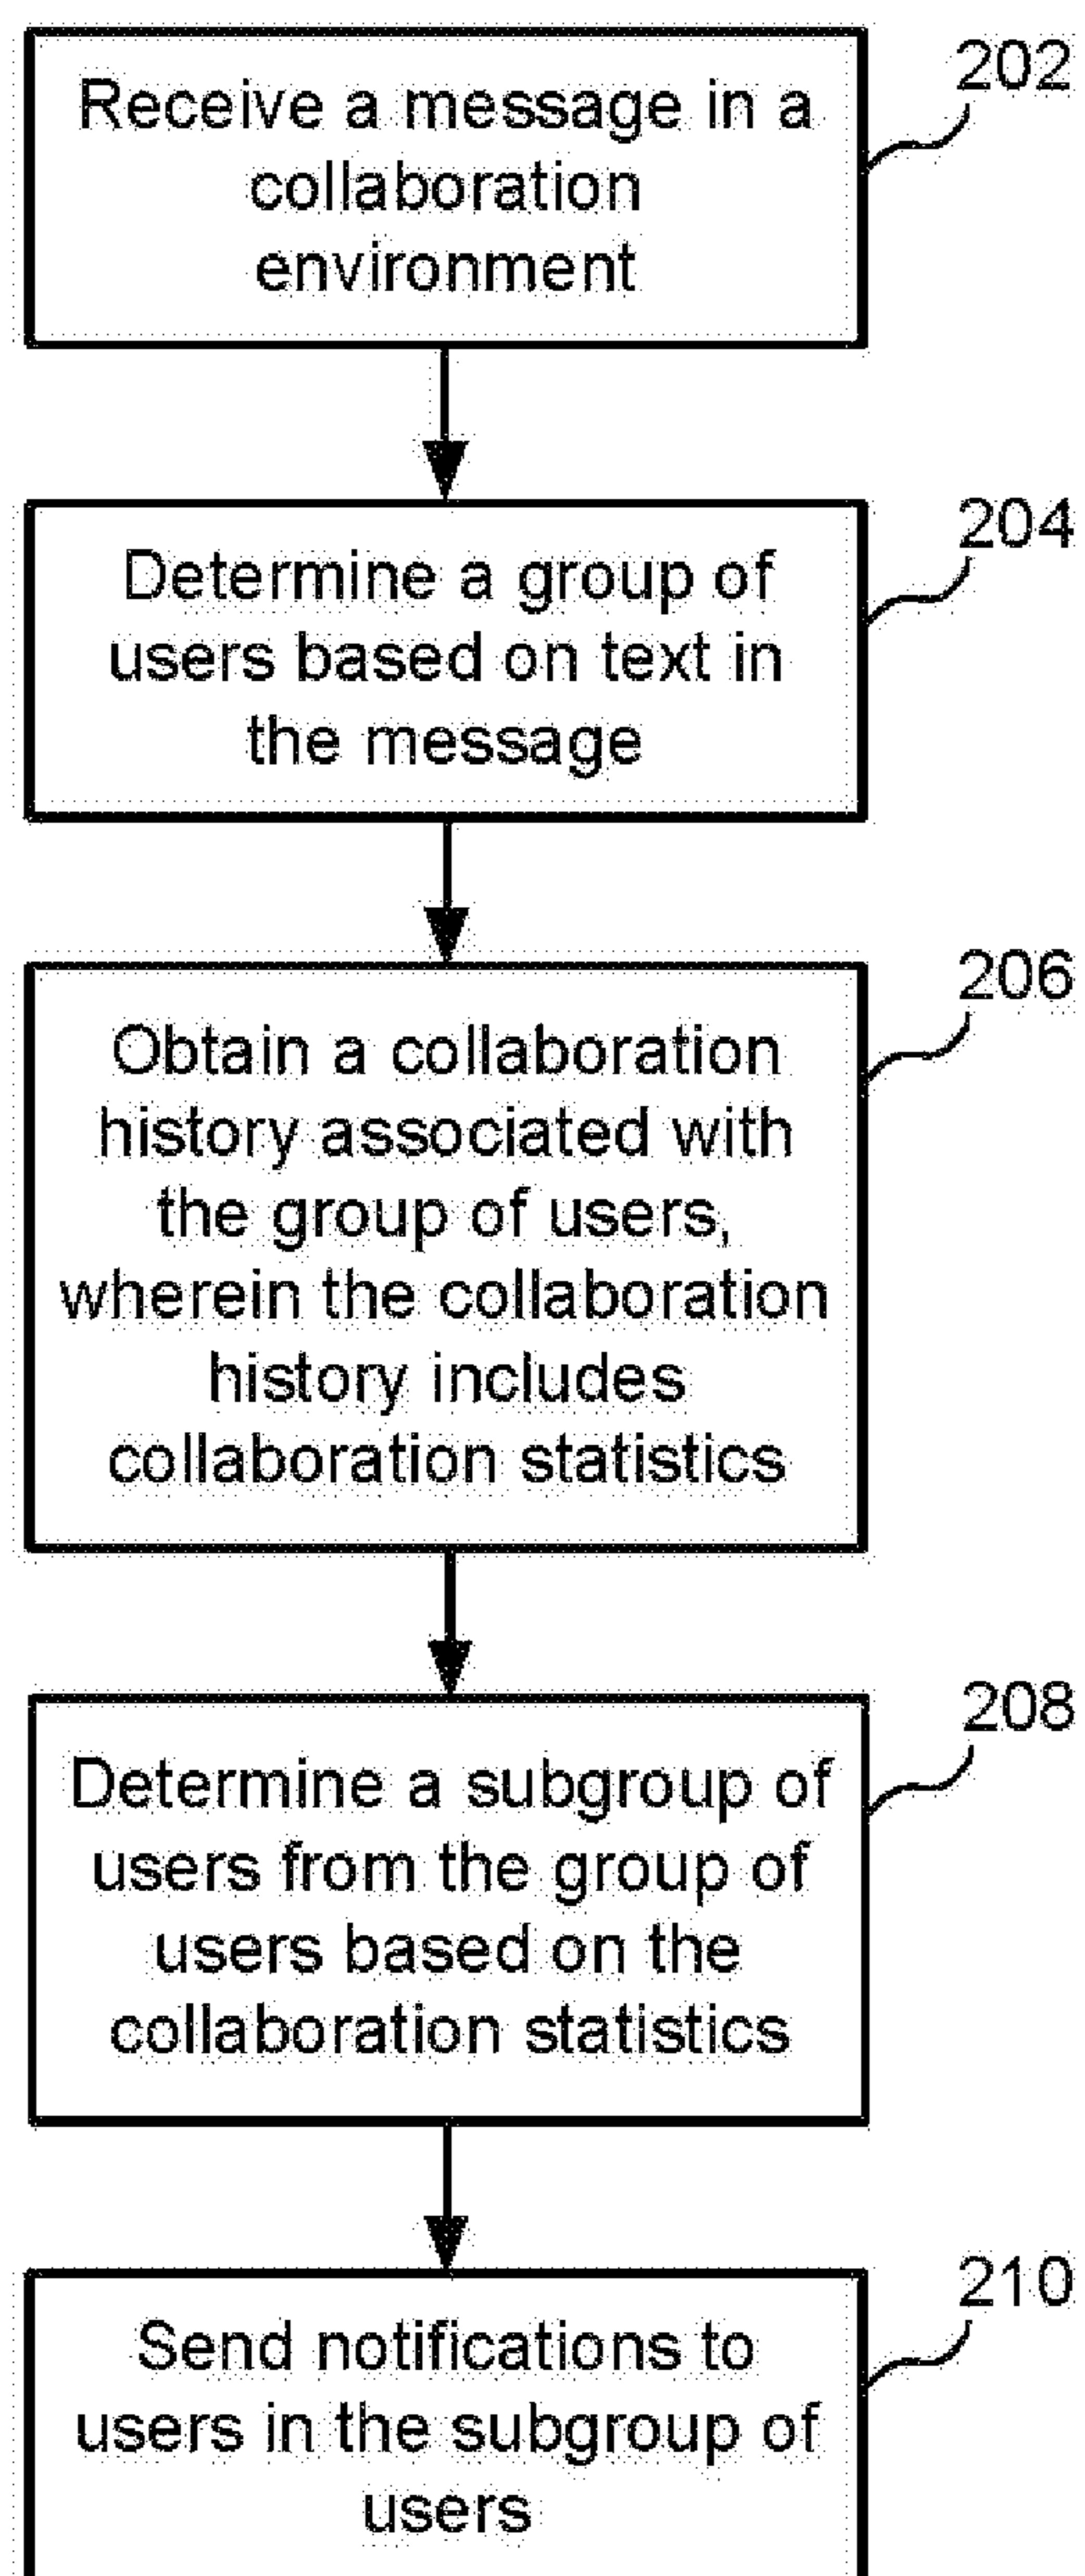 202
Receive a message in a
collaboration
environment
204
Determine a group of
users based on text in
the message
206
Obtain a collaboration
history associated with
the group of users,
wherein the collaboration
history includes
collaboration statistics
208
Determine a subgroup of
users from the group of
users based on the
collaboration statistics
210
Send notifications to
users in the subgroup of
users